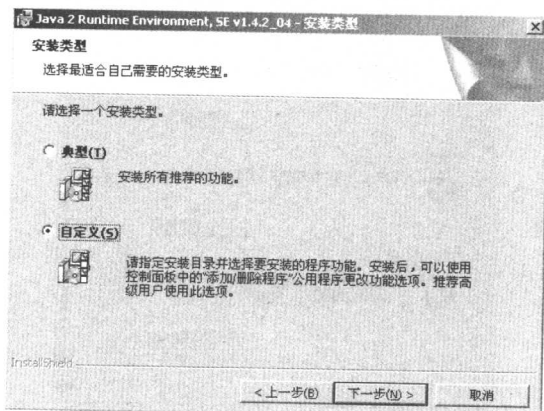 Java 2 Runtime Environment, SE v1.4.2_04 - 安装类型
安装类型
选择最适合自己需要的安装类型。
请选择一个安装类型。
典型(T)
安装所有推荐的功能。
自定义(S)
请指定安装目录并选择要安装的程序功能。安装后，可以使用
控制面板中的“添加/删除程序”公用程序更改功能选项。推荐高
级用户使用此选项。
InstallShield
< 上一步(B)
下一步(N) >
取消